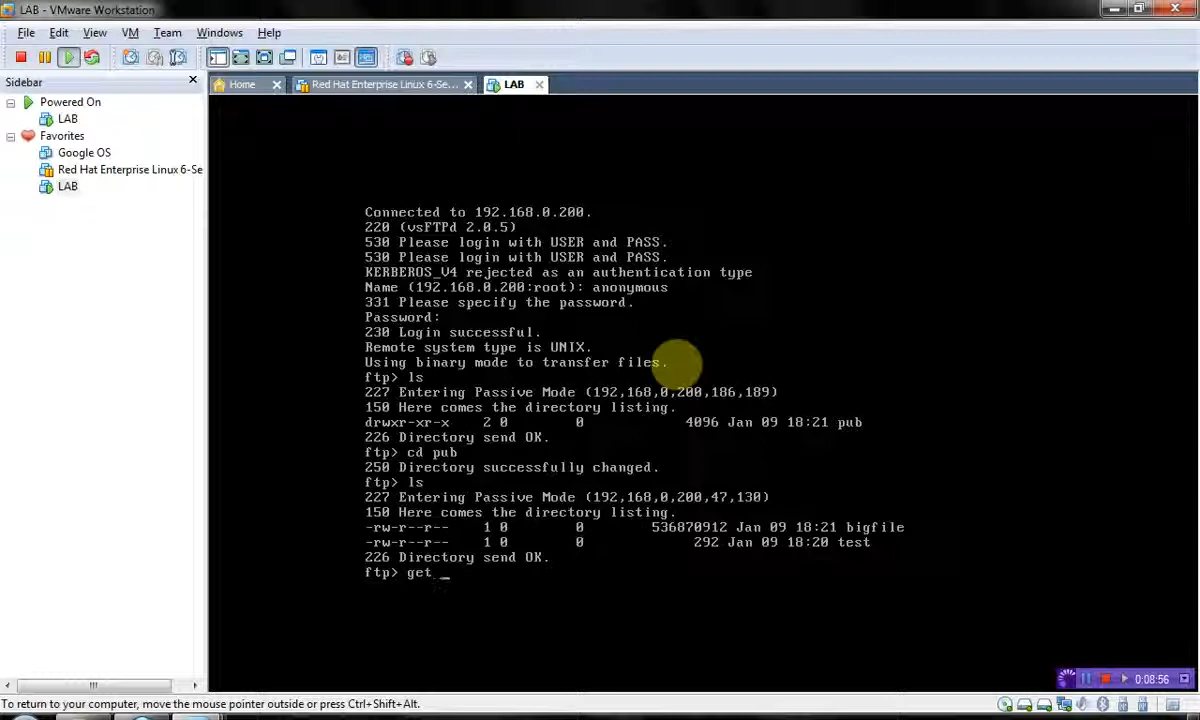 LAB - VMware Workstation
File Edit View VM Team Windows Help
Sidebar
Powered On
LAB
Favorites
Google OS
Red Hat Enterprise Linux 6-Se
LAB
Home
Red Hat Enterprise Linux 6-Se...
LAB
Connected to 192.168.0.200.
220 (vsFTPd 2.0.5)
530 Please login with USER and PASS.
530 Please login with USER and PASS.
KERBEROS_V4 rejected as an authentication type
Name (192.168.0.200:root): anonymous
331 Please specify the password.
Password:
230 Login successful.
Remote system type is UNIX.
Using binary mode to transfer files.
ftp> ls
227 Entering Passive Mode (192,168,0,200,186,189)
150 Here comes the directory listing.
drwxr-xr-x 2 0 0 4096 Jan 09 18:21 pub
226 Directory send OK.
ftp> cd pub
250 Directory successfully changed.
ftp> ls
227 Entering Passive Mode (192,168,0,200,47,130)
150 Here comes the directory listing.
-rw-r--r-- 1 0 0 536870912 Jan 09 18:21 bigfile
-rw-r--r-- 1 0 0 292 Jan 09 18:20 test
226 Directory send OK.
ftp> get _
0:08:56
To return to your computer, move the mouse pointer outside or press Ctrl+Shift+Alt.